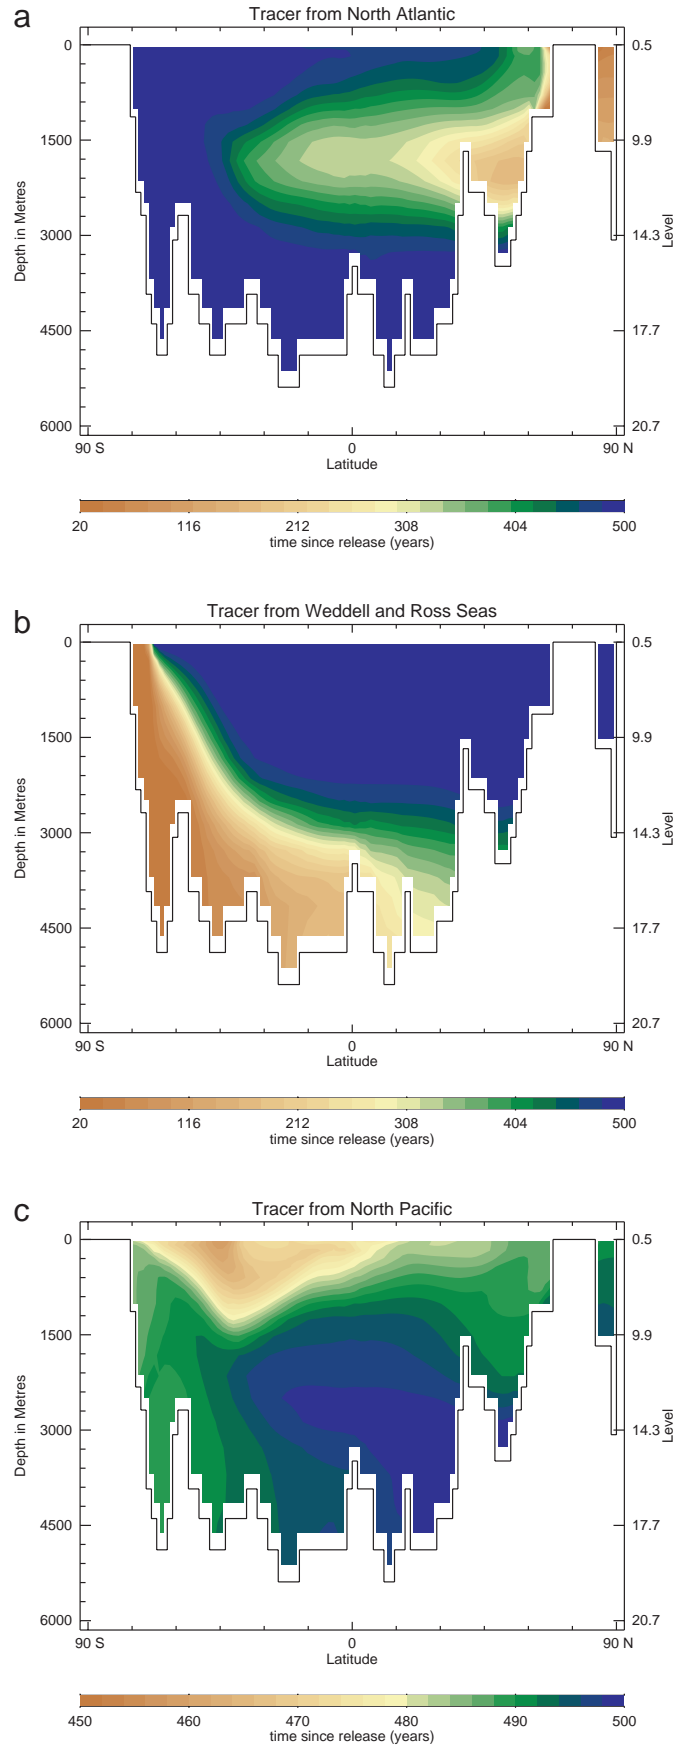 a
Tracer from North Atlantic
0
1500
3000
4500
6000
Depth in Metres
0.5
9.9
14.3
17.7
20.7
Level
90 S
0
90 N
Latitude
20
116
212
308
404
500
time since release (years)
b
Tracer from Weddell and Ross Seas
0
1500
3000
4500
6000
Depth in Metres
0.5
9.9
14.3
17.7
20.7
Level
90 S
0
90 N
Latitude
20
116
212
308
404
500
time since release (years)
c
Tracer from North Pacific
0
1500
3000
4500
6000
Depth in Metres
0.5
9.9
14.3
17.7
20.7
Level
90 S
0
90 N
Latitude
450
460
470
480
490
500
time since release (years)